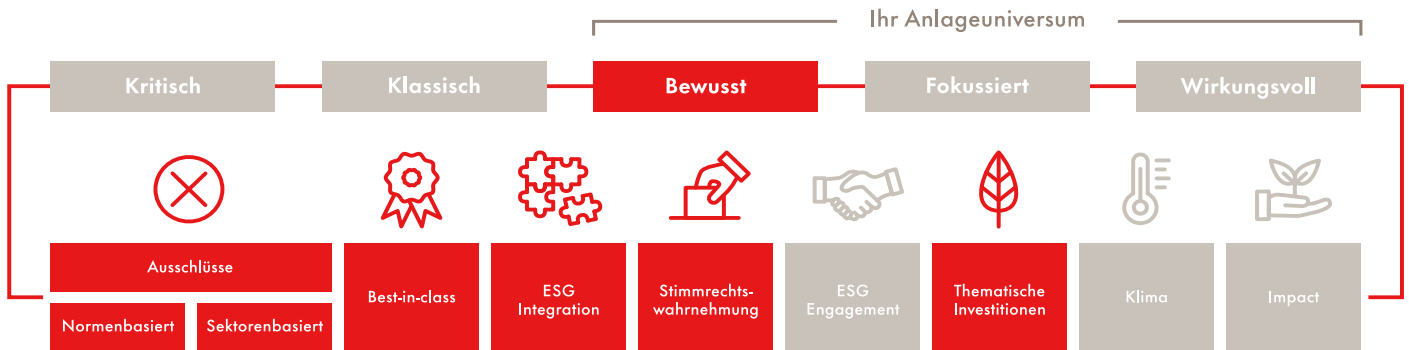 Ihr Anlageuniversum
Kritisch
Klassisch
Bewusst
Fokussiert
Wirkungsvoll
Ausschlüsse
Normenbasiert
Sektorenbasiert
Best-in-class
ESG
Integration
Stimmrechts-
wahrnehmung
ESG
Engagement
Thematische
Investitionen
Klima
Impact